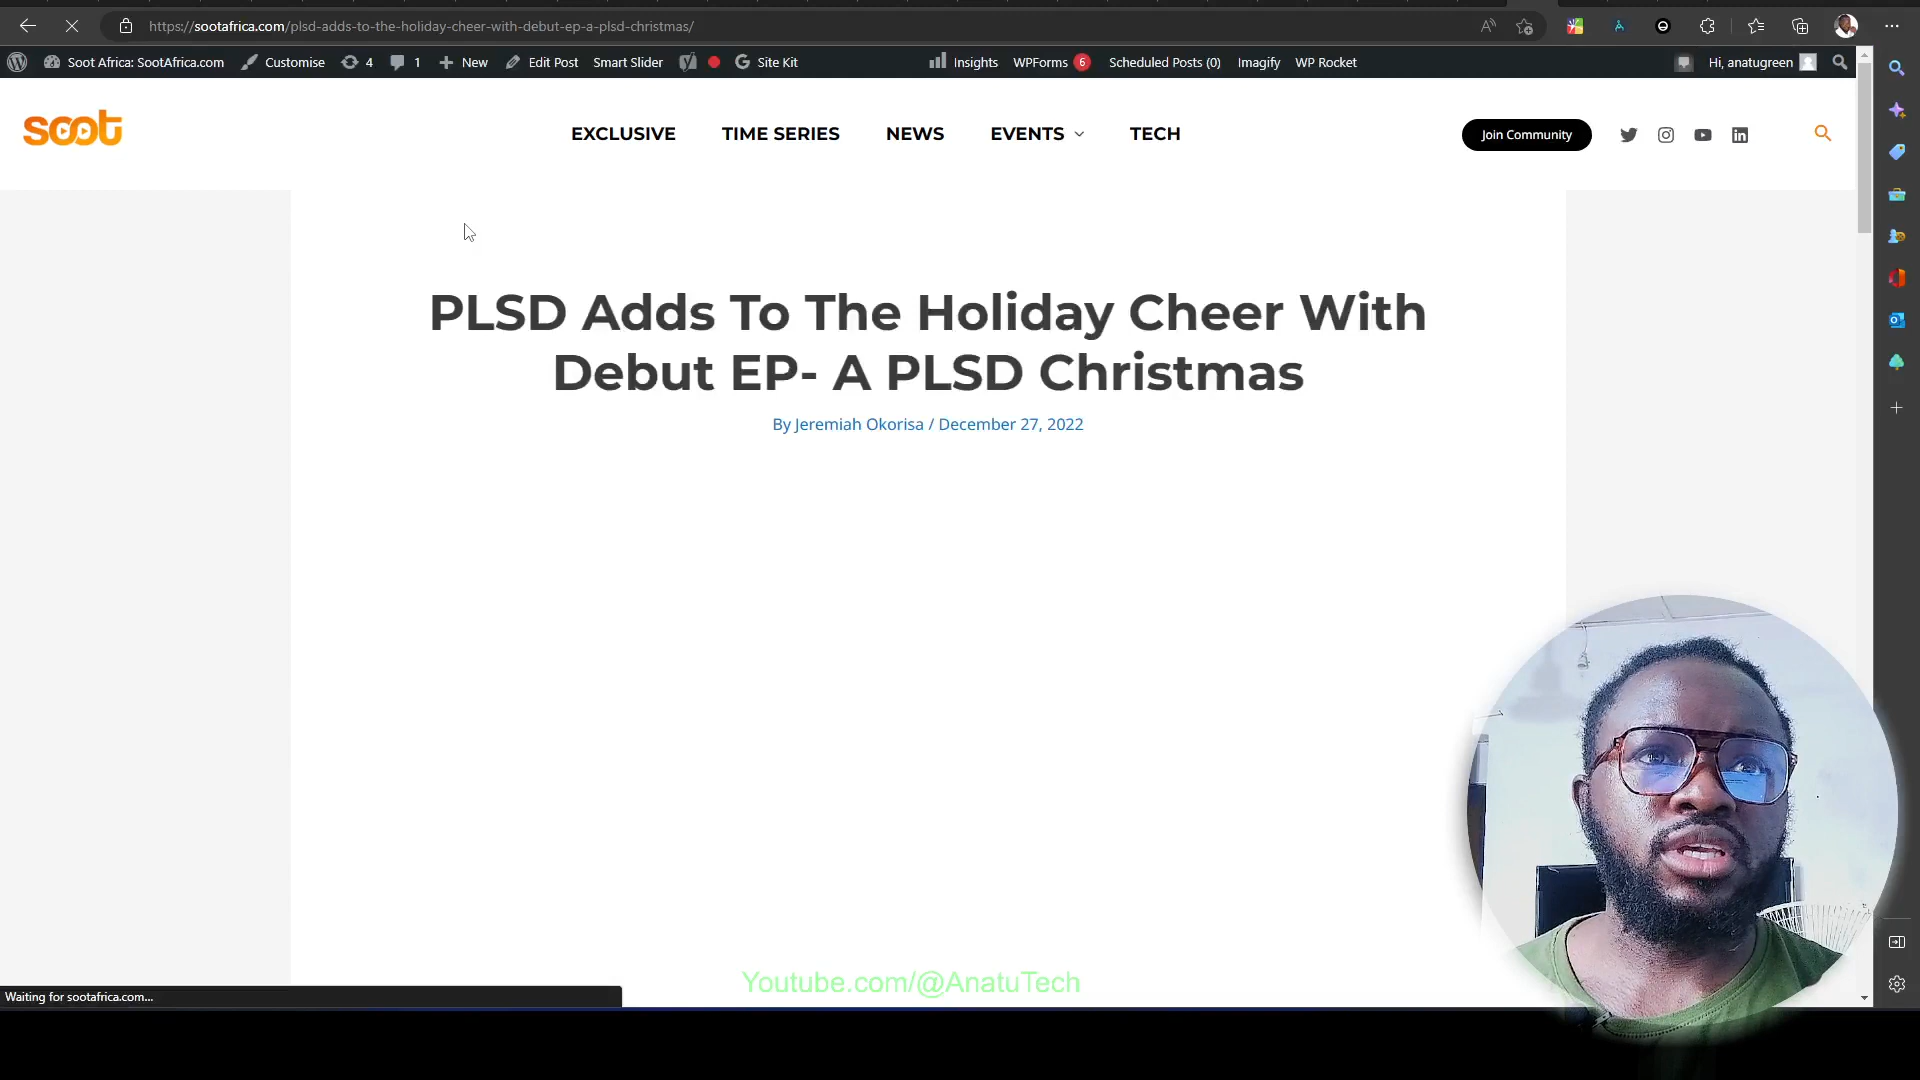 https://sootafrica.com/plsd-adds-to-the-holiday-cheer-with-debut-ep-a-plsd-christmas/
Soot Africa: SootAfrica.com Customise 4 1 New Edit Post Smart Slider Site Kit Insights WPForms 6 Scheduled Posts (0) Imagify WP Rocket Hi, anatugreen
soot EXCLUSIVE TIME SERIES NEWS EVENTS TECH Join Community
PLSD Adds To The Holiday Cheer With
Debut EP- A PLSD Christmas
By Jeremiah Okorisa / December 27, 2022
Youtube.com/@AnatuTech
Waiting for sootafrica.com...